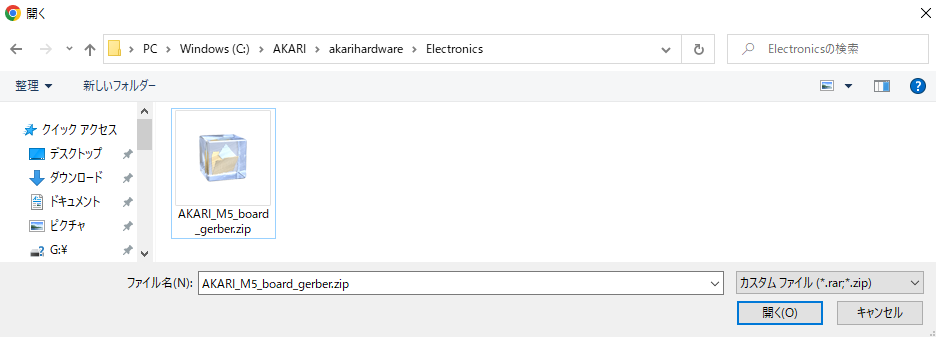 開く
PC › Windows (C:) › AKARI › akarihardware › Electronics
Electronicsの検索
整理
新しいフォルダー
クイック アクセス
デスクトップ
ダウンロード
ドキュメント
ピクチャ
G:¥
AKARI_M5_board
_gerber.zip
ファイル名(N):
AKARI_M5_board_gerber.zip
カスタム ファイル (*.rar;*.zip)
開く(O)
キャンセル